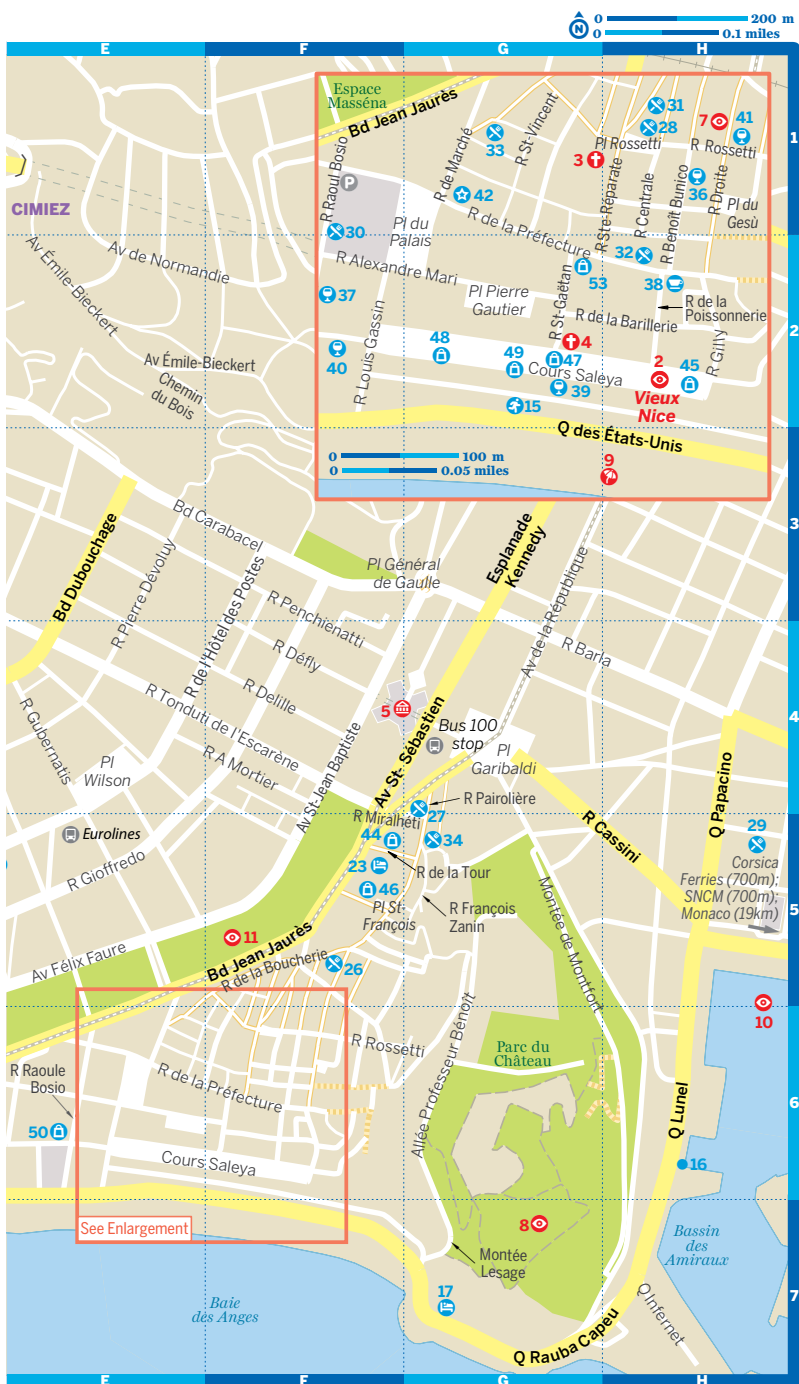 N
0 200 m
0 0.1 miles
E F G H
Espace
Masséna
Bd Jean Jaurès
31
7
41
28
33
R St-Vincent
Pl Rossetti
R Rossetti
1
3
R Raoul Bosio
P
R de Marché
42
R Ste-Réparate
R Centrale
R Benoît Bunico
36
R Droite
Pl du
Gesù
CIMIEZ
30
Pl du
Palais
R de la Préfecture
32
Av Émile-Bieckert
Av de Normandie
R Alexandre Mari
53
38
37
Pl Pierre
Gautier
R St-Gaëtan
R de la
Poissonnerie
R de la Barillerie
2
R Louis Gassin
48
4
R Gilly
Av Émile-Bieckert
40
49
47
2
45
Cours Saleya
Chemin
du Bois
39
Vieux
Nice
15
Q des États-Unis
0 100 m
0 0.05 miles
9
Bd Carabacel
3
Bd Dubouchage
Esplanade
Kennedy
Pl Général
de Gaulle
R Pierre Dévoluy
R de l'Hôtel des Postes
R Penchienatti
Av de la République
R Défly
R Barla
R Delille
R Tonduti de l'Escarène
5
Av St- Sébastien
4
R Gubernatis
Bus 100
stop
Pl
Wilson
R A Mortier
Av St-Jean Baptiste
Pl
Garibaldi
Q Papacino
R Pairolière
27
R Miralhéti
R Cassini
Eurolines
44
34
29
R Gioffredo
23
R de la Tour
Corsica
Ferries (700m);
SNCM (700m);
Monaco (19km)
46
5
Pl St-
François
R François
Zanin
Montée de Montfort
11
Av Félix Faure
Bd Jean Jaurès
R de la Boucherie
26
10
R Rossetti
Allée Professeur Bénoît
Parc du
Château
R Raoule
Bosio
R de la Préfecture
Q Lunel
6
50
Cours Saleya
16
8
See Enlargement
Bassin
des
Amiraux
Montée
Lesage
Baie
des Anges
17
Q Infernet
7
Q Rauba Capéu
E F G H